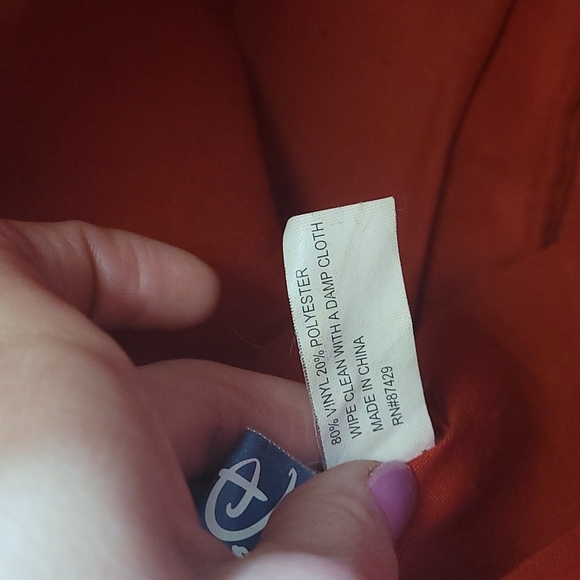 80% VINYL 20% POLYESTER
WIPE CLEAN WITH A DAMP CLOTH
MADE IN CHINA
RN#87429